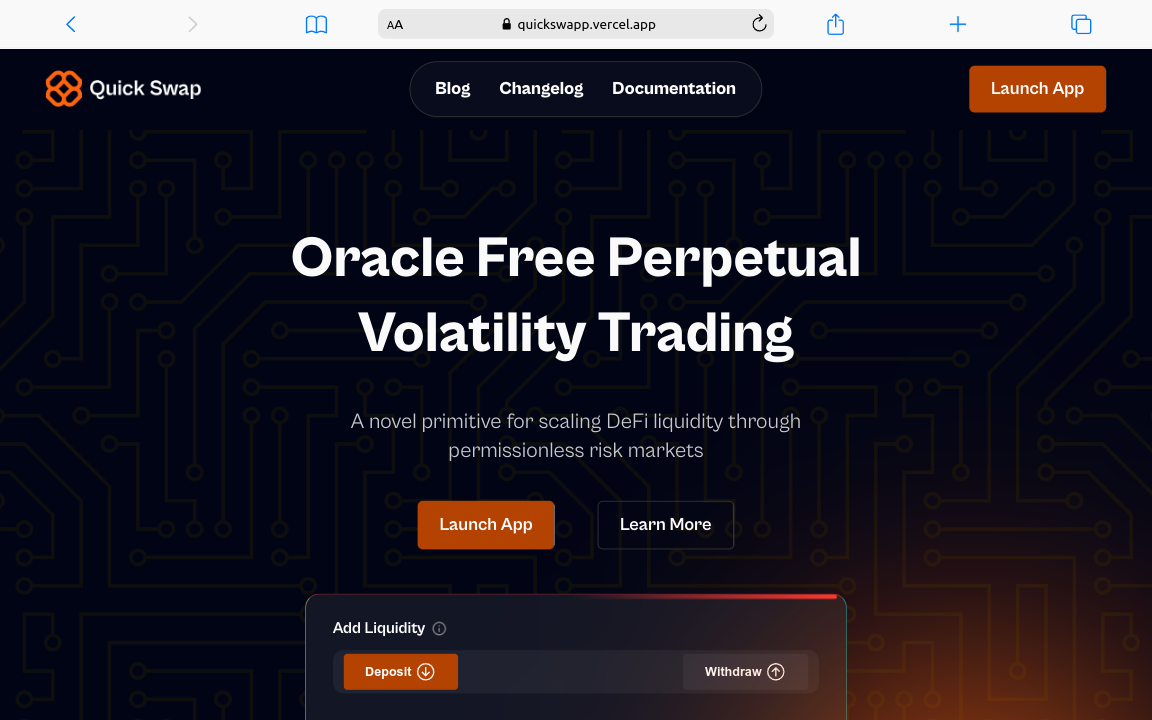 AA
quickswapp.vercel.app
Quick Swap
Blog Changelog Documentation
Launch App
Oracle Free Perpetual
Volatility Trading
A novel primitive for scaling DeFi liquidity through
permissionless risk markets
Launch App
Learn More
Add Liquidity
Deposit
Withdraw